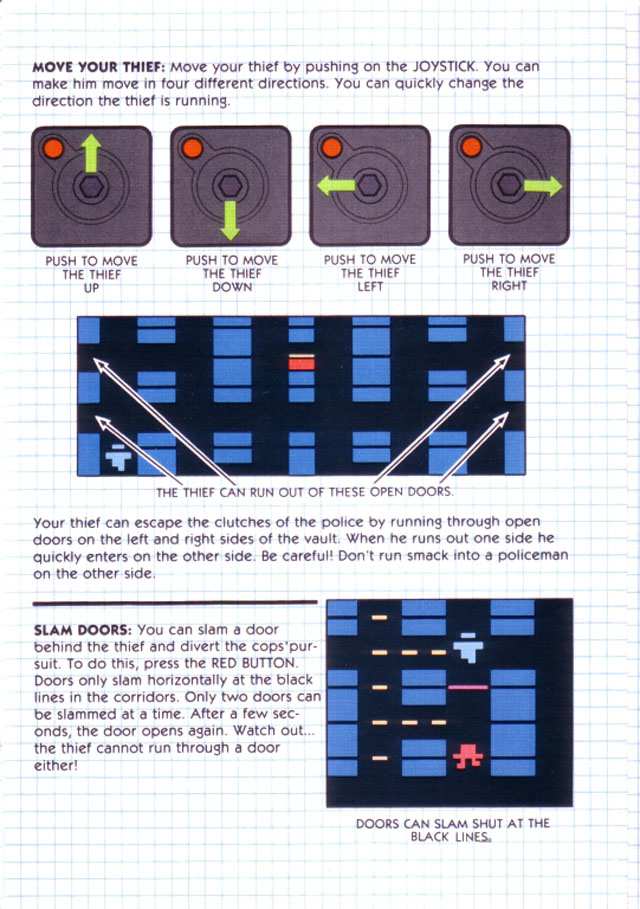 MOVE YOUR THIEF: Move your thief by pushing on the JOYSTICK. You can
make him move in four different directions. You can quickly change the
direction the thief is running.
PUSH TO MOVE
THE THIEF
UP
PUSH TO MOVE
THE THIEF
DOWN
PUSH TO MOVE
THE THIEF
LEFT
PUSH TO MOVE
THE THIEF
RIGHT
THE THIEF CAN RUN OUT OF THESE OPEN DOORS.
Your thief can escape the clutches of the police by running through open
doors on the left and right sides of the vault. When he runs out one side he
quickly enters on the other side. Be careful! Don't run smack into a policeman
on the other side.
SLAM DOORS: You can slam a door
behind the thief and divert the cops'pur-
suit. To do this, press the RED BUTTON.
Doors only slam horizontally at the black
lines in the corridors. Only two doors can
be slammed at a time. After a few sec-
onds, the door opens again. Watch out...
the thief cannot run through a door
either!
DOORS CAN SLAM SHUT AT THE
BLACK LINES.